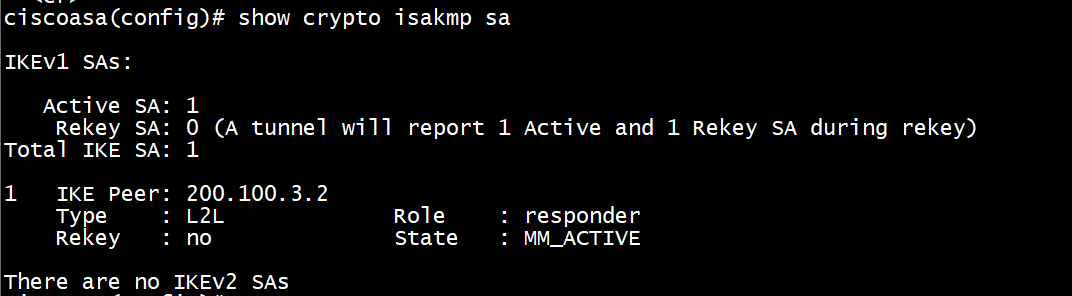 ciscoasa(config)# show crypto isakmp sa
IKEv1 SAs:
Active SA: 1
Rekey SA: 0 (A tunnel will report 1 Active and 1 Rekey SA during rekey)
Total IKE SA: 1
1 IKE Peer: 200.100.3.2
Type : L2L Role : responder
Rekey : no State : MM_ACTIVE
There are no IKEv2 SAs